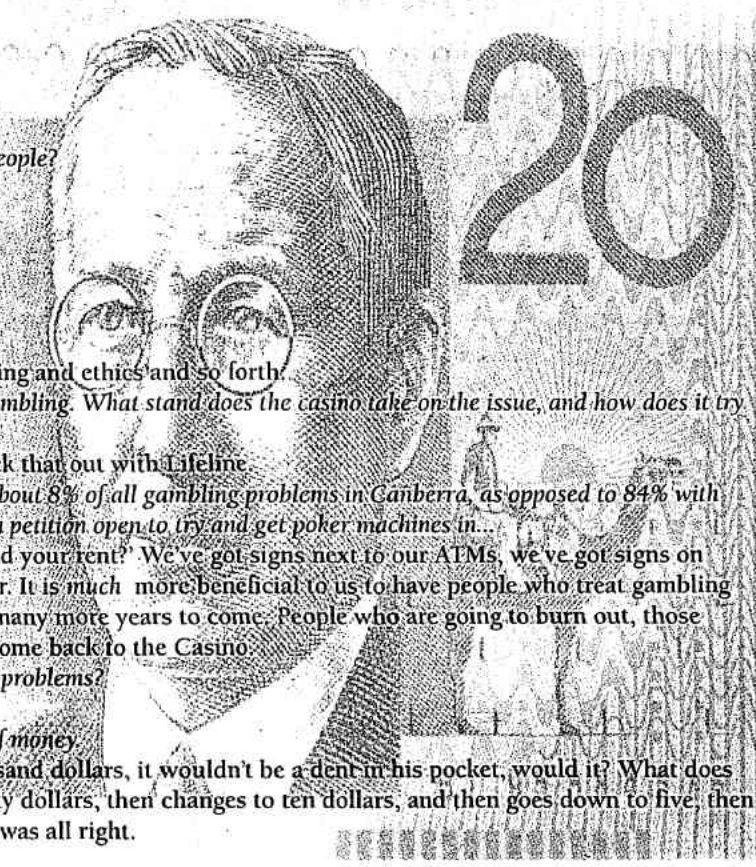 20
eople?
ing and ethics and so forth.
mbling. What stand does the casino take on the issue, and how does it try
k that out with Lifeline.
bout 8% of all gambling problems in Canberra, as opposed to 84% with
petition open to try and get poker machines in...
d your rent?' We've got signs next to our ATMs, we've got signs on
r. It is much more beneficial to us to have people who treat gambling
many more years to come. People who are going to burn out, those
ome back to the Casino.
problems?
f money.
sand dollars, it wouldn't be a dent in his pocket, would it? What does
y dollars, then changes to ten dollars, and then goes down to five, then
was all right.